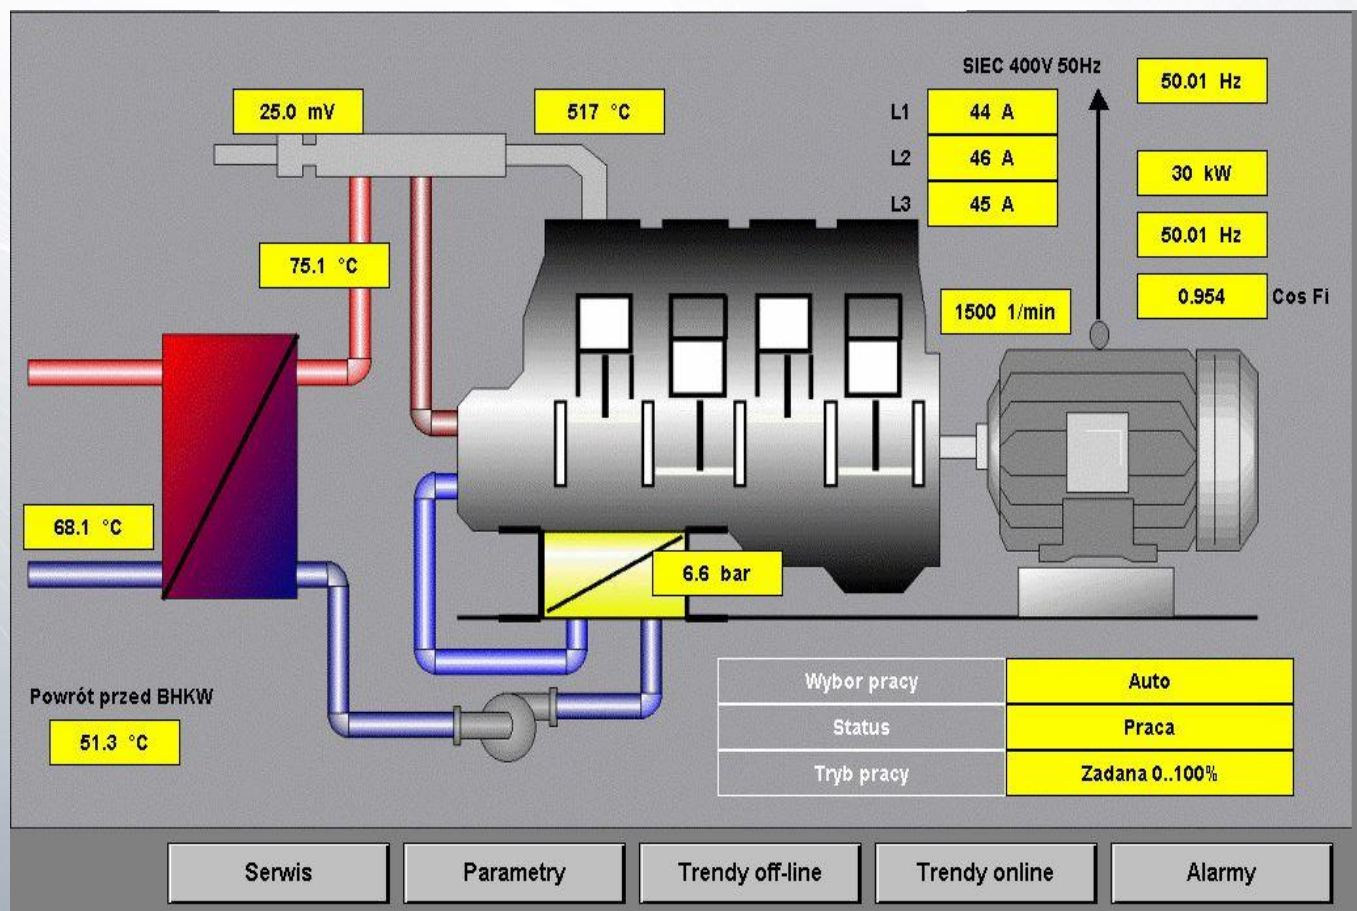 SIEC 400V 50Hz
50.01 Hz
25.0 mV
517 °C
L1 44 A
L2 46 A
30 kW
L3 45 A
50.01 Hz
75.1 °C
0.954 Cos Fi
1500 1/min
68.1 °C
6.6 bar
Powrót przed BHKW
51.3 °C
Wybor pracy Auto
Status Praca
Tryb pracy Zadana 0..100%
Serwis Parametry Trendy off-line Trendy online Alarmy